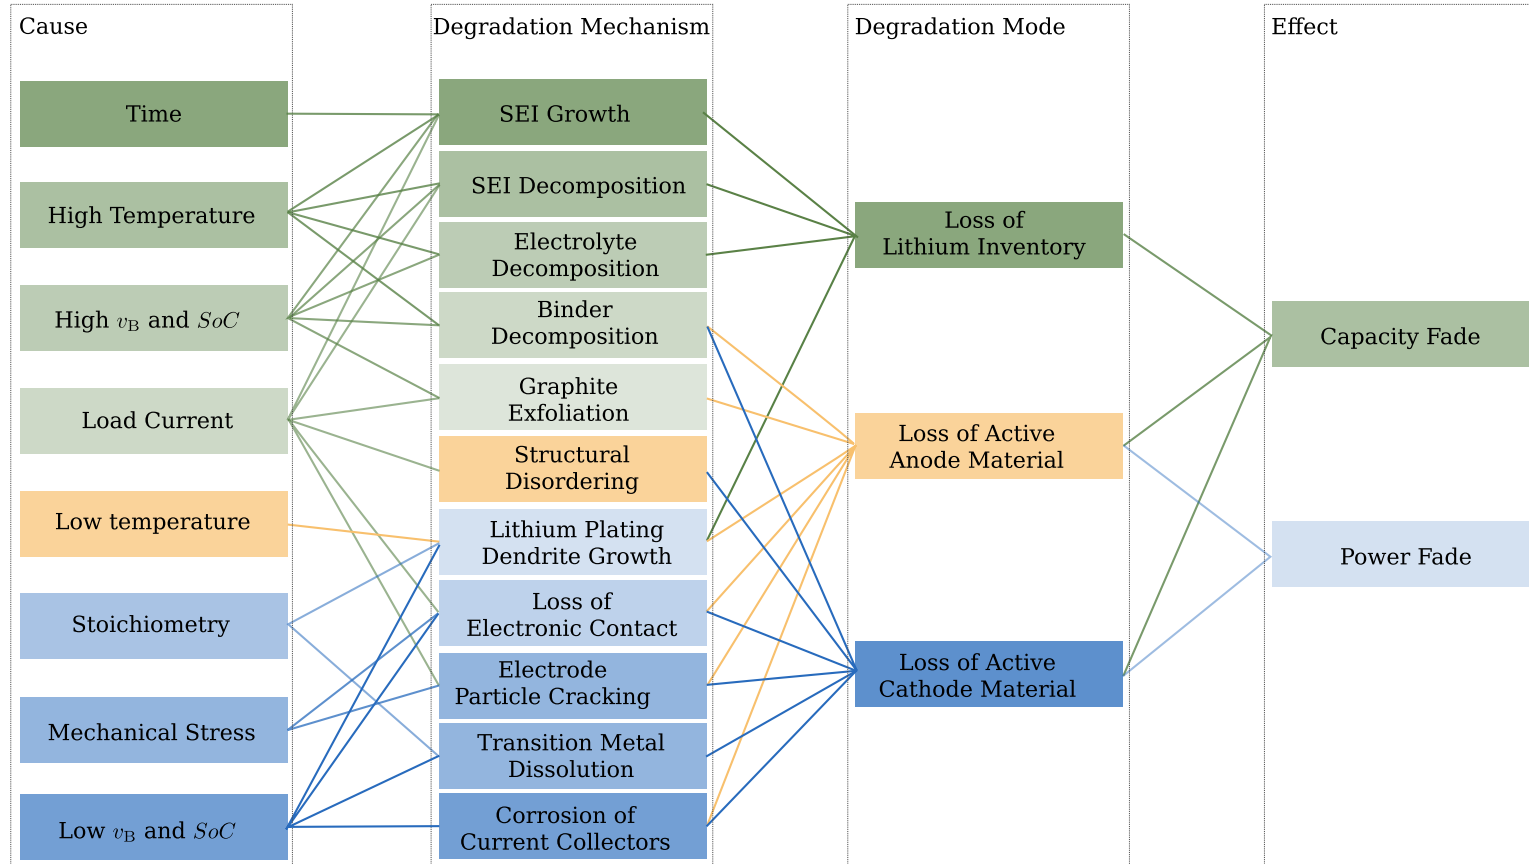 Cause
Time
High Temperature
High vB and SoC
Load Current
Low temperature
Stoichiometry
Mechanical Stress
Low vB and SoC
Degradation Mechanism
SEI Growth
SEI Decomposition
Electrolyte
Decomposition
Binder
Decomposition
Graphite
Exfoliation
Structural
Disordering
Lithium Plating
Dendrite Growth
Loss of
Electronic Contact
Electrode
Particle Cracking
Transition Metal
Dissolution
Corrosion of
Current Collectors
Degradation Mode
Loss of
Lithium Inventory
Loss of Active
Anode Material
Loss of Active
Cathode Material
Effect
Capacity Fade
Power Fade